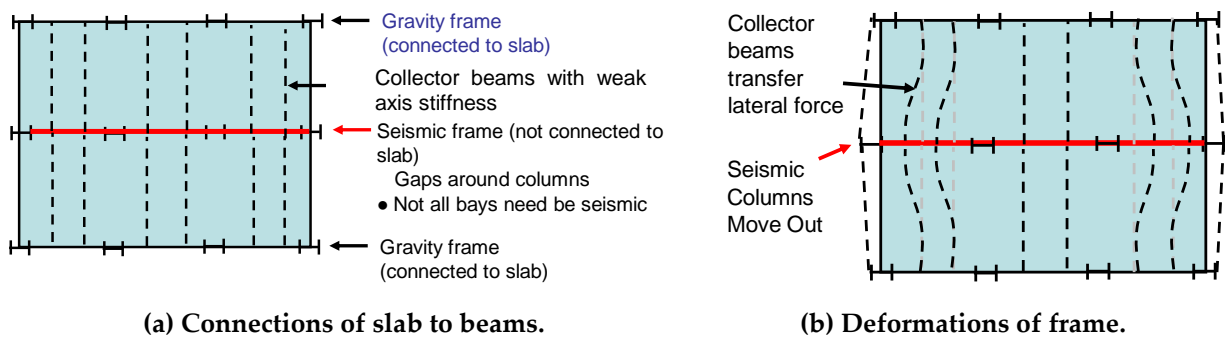 Gravity frame
(connected to slab)
Collector beams with weak
axis stiffness
Seismic frame (not connected to
slab)
Gaps around columns
● Not all bays need be seismic
Gravity frame
(connected to slab)
(a) Connections of slab to beams.
Collector
beams
transfer
lateral force
Seismic
Columns
Move Out
(b) Deformations of frame.